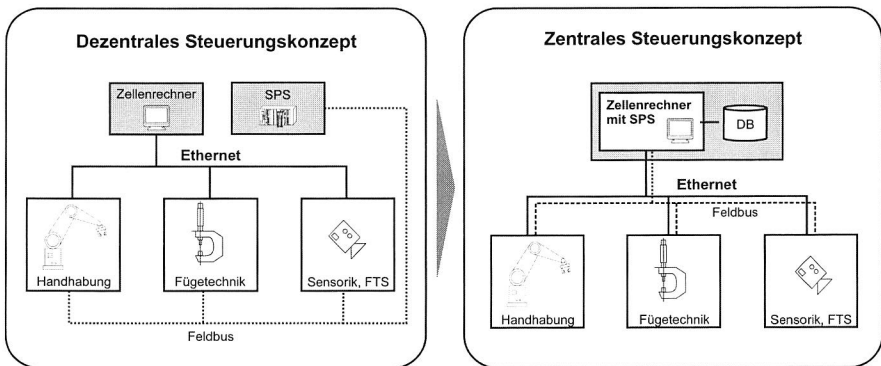 Dezentrales Steuerungskonzept
Zellenrechner
SPS
Ethernet
Handhabung
Fügetechnik
Sensorik, FTS
Feldbus
Zentrales Steuerungskonzept
Zellenrechner
mit SPS
DB
Ethernet
Feldbus
Handhabung
Fügetechnik
Sensorik, FTS